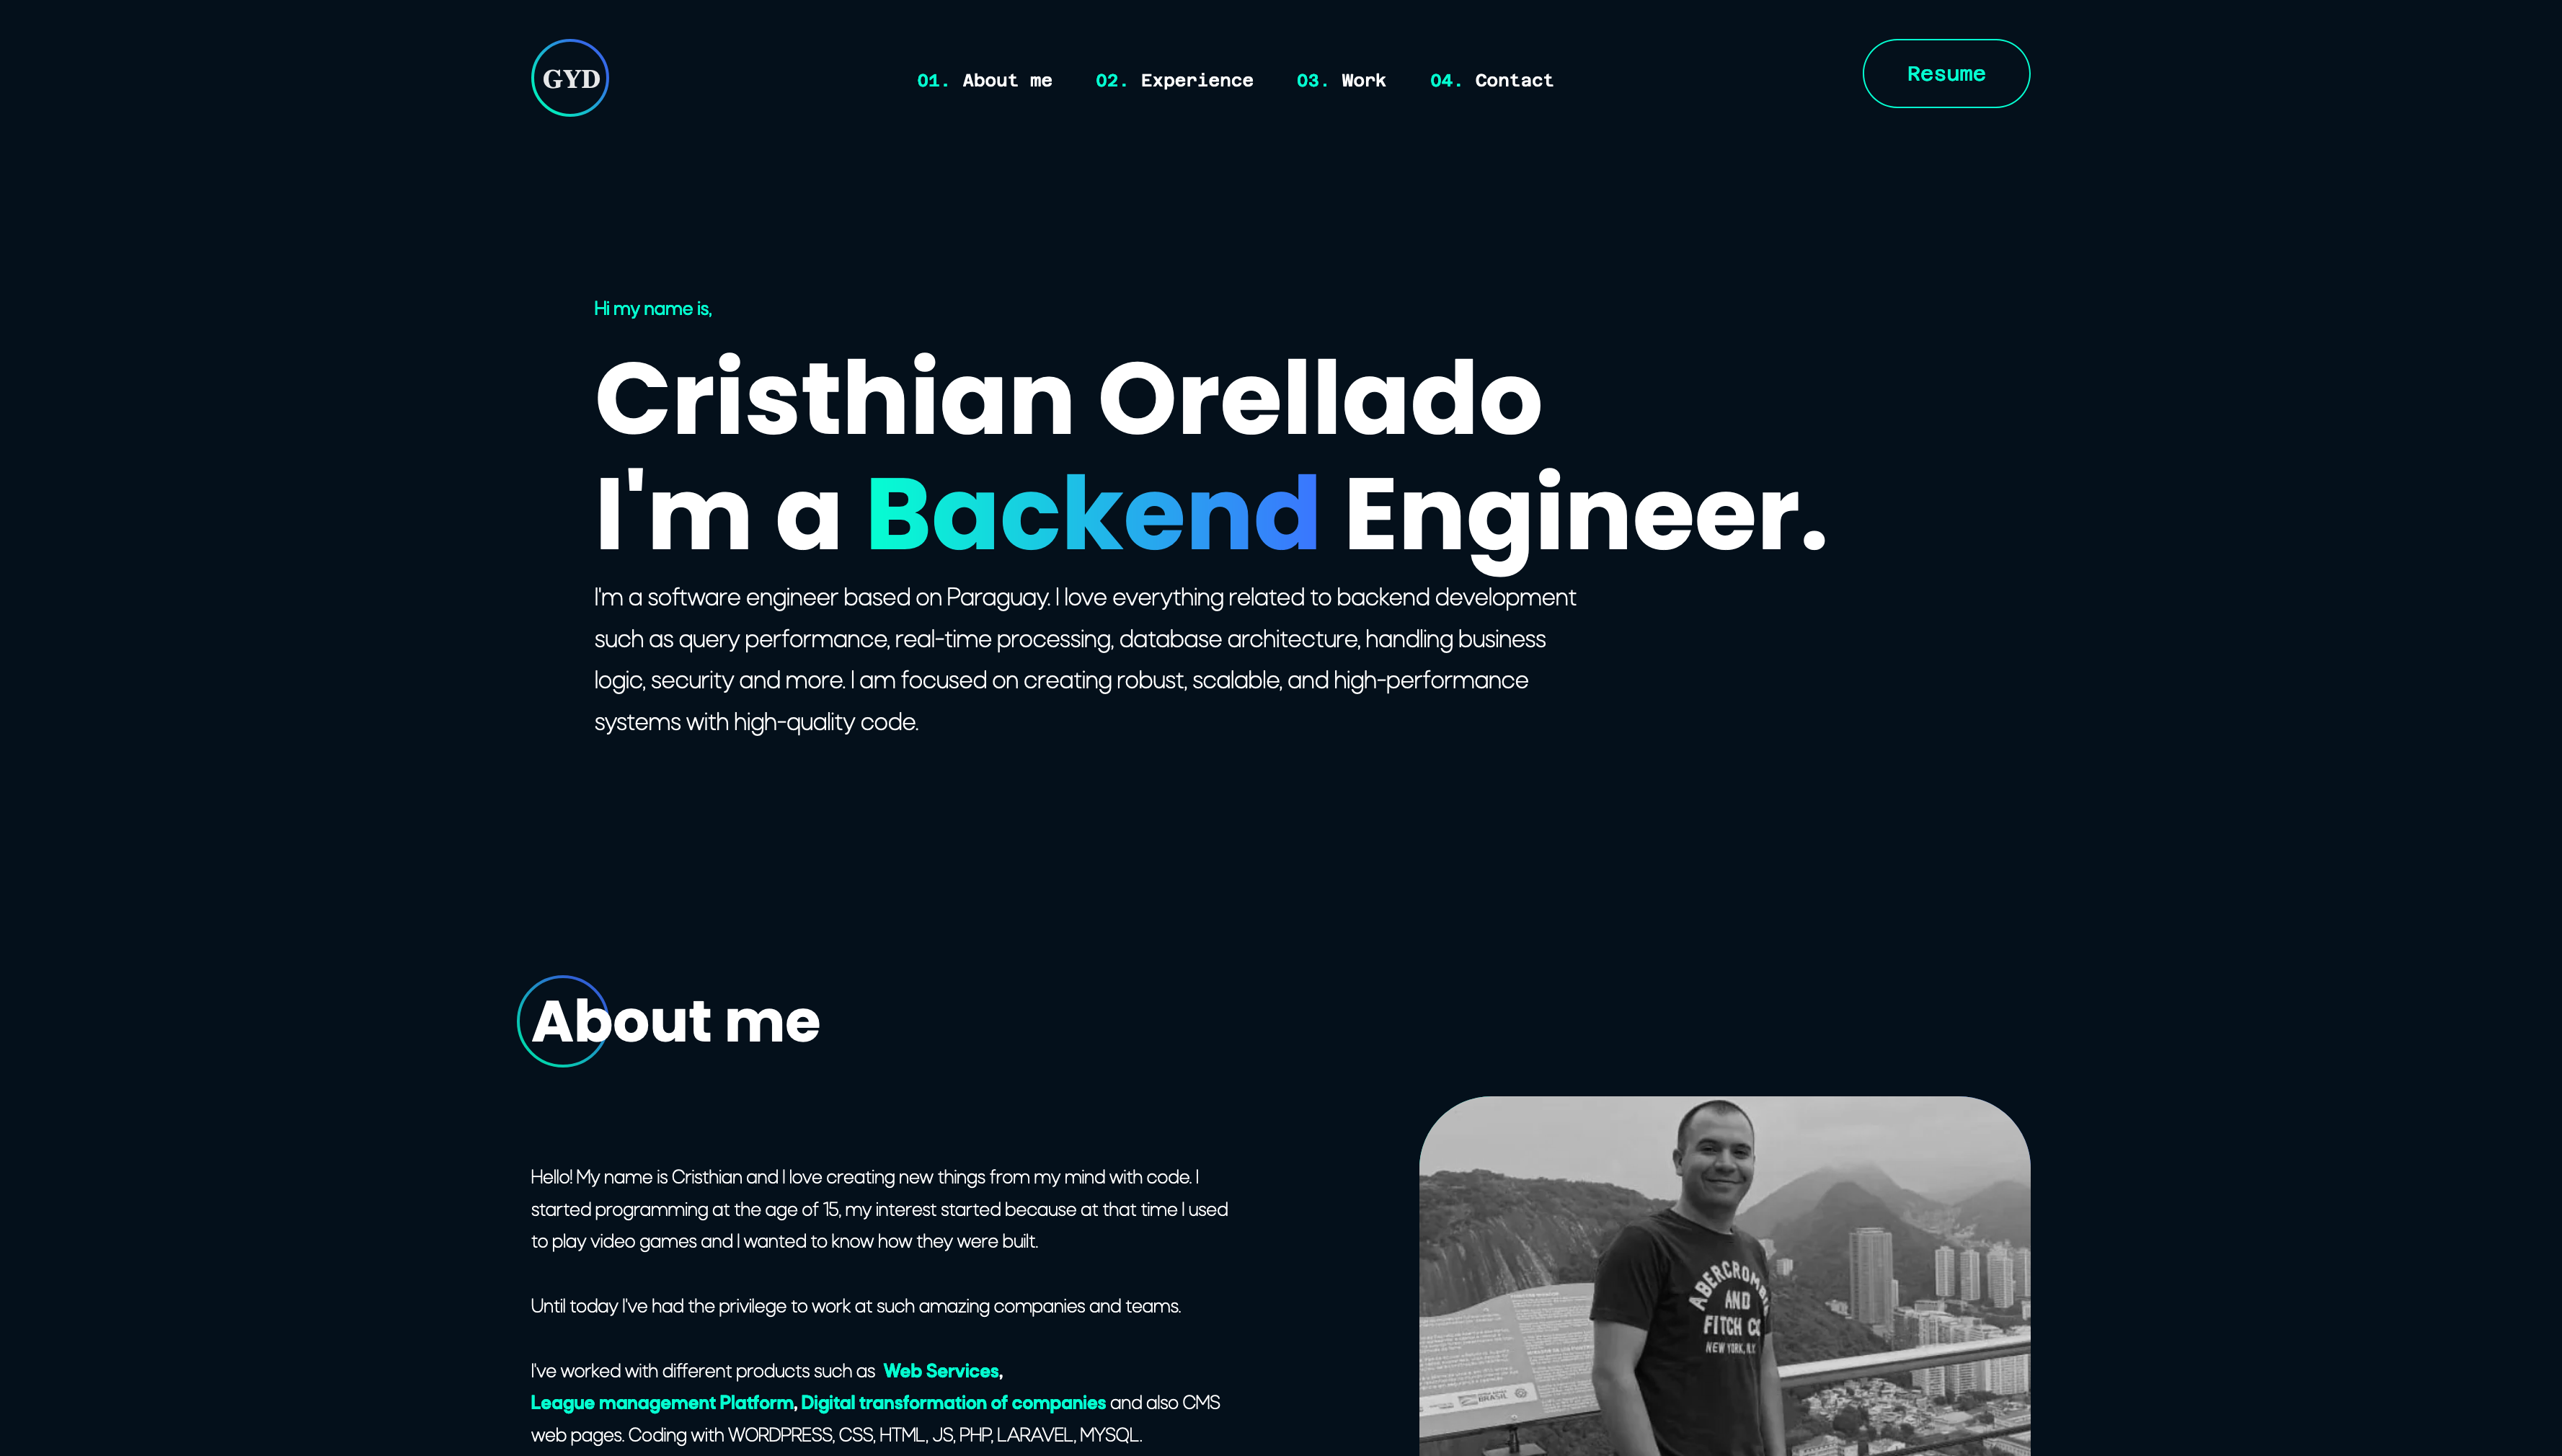 GYD
01. About me 02. Experience 03. Work 04. Contact
Resume
Hi my name is,
Cristhian Orellado
I'm a Backend Engineer.
I'm a software engineer based on Paraguay. I love everything related to backend development
such as query performance, real-time processing, database architecture, handling business
logic, security and more. I am focused on creating robust, scalable, and high-performance
systems with high-quality code.
About me
Hello! My name is Cristhian and I love creating new things from my mind with code. I
started programming at the age of 15, my interest started because at that time I used
to play video games and I wanted to know how they were built.
Until today I've had the privilege to work at such amazing companies and teams.
I've worked with different products such as Web Services,
League management Platform, Digital transformation of companies and also CMS
web pages. Coding with WORDPRESS, CSS, HTML, JS, PHP, LARAVEL, MYSQL.
AND
FITCH CO
NEW YORK, N.Y.
BRASIL